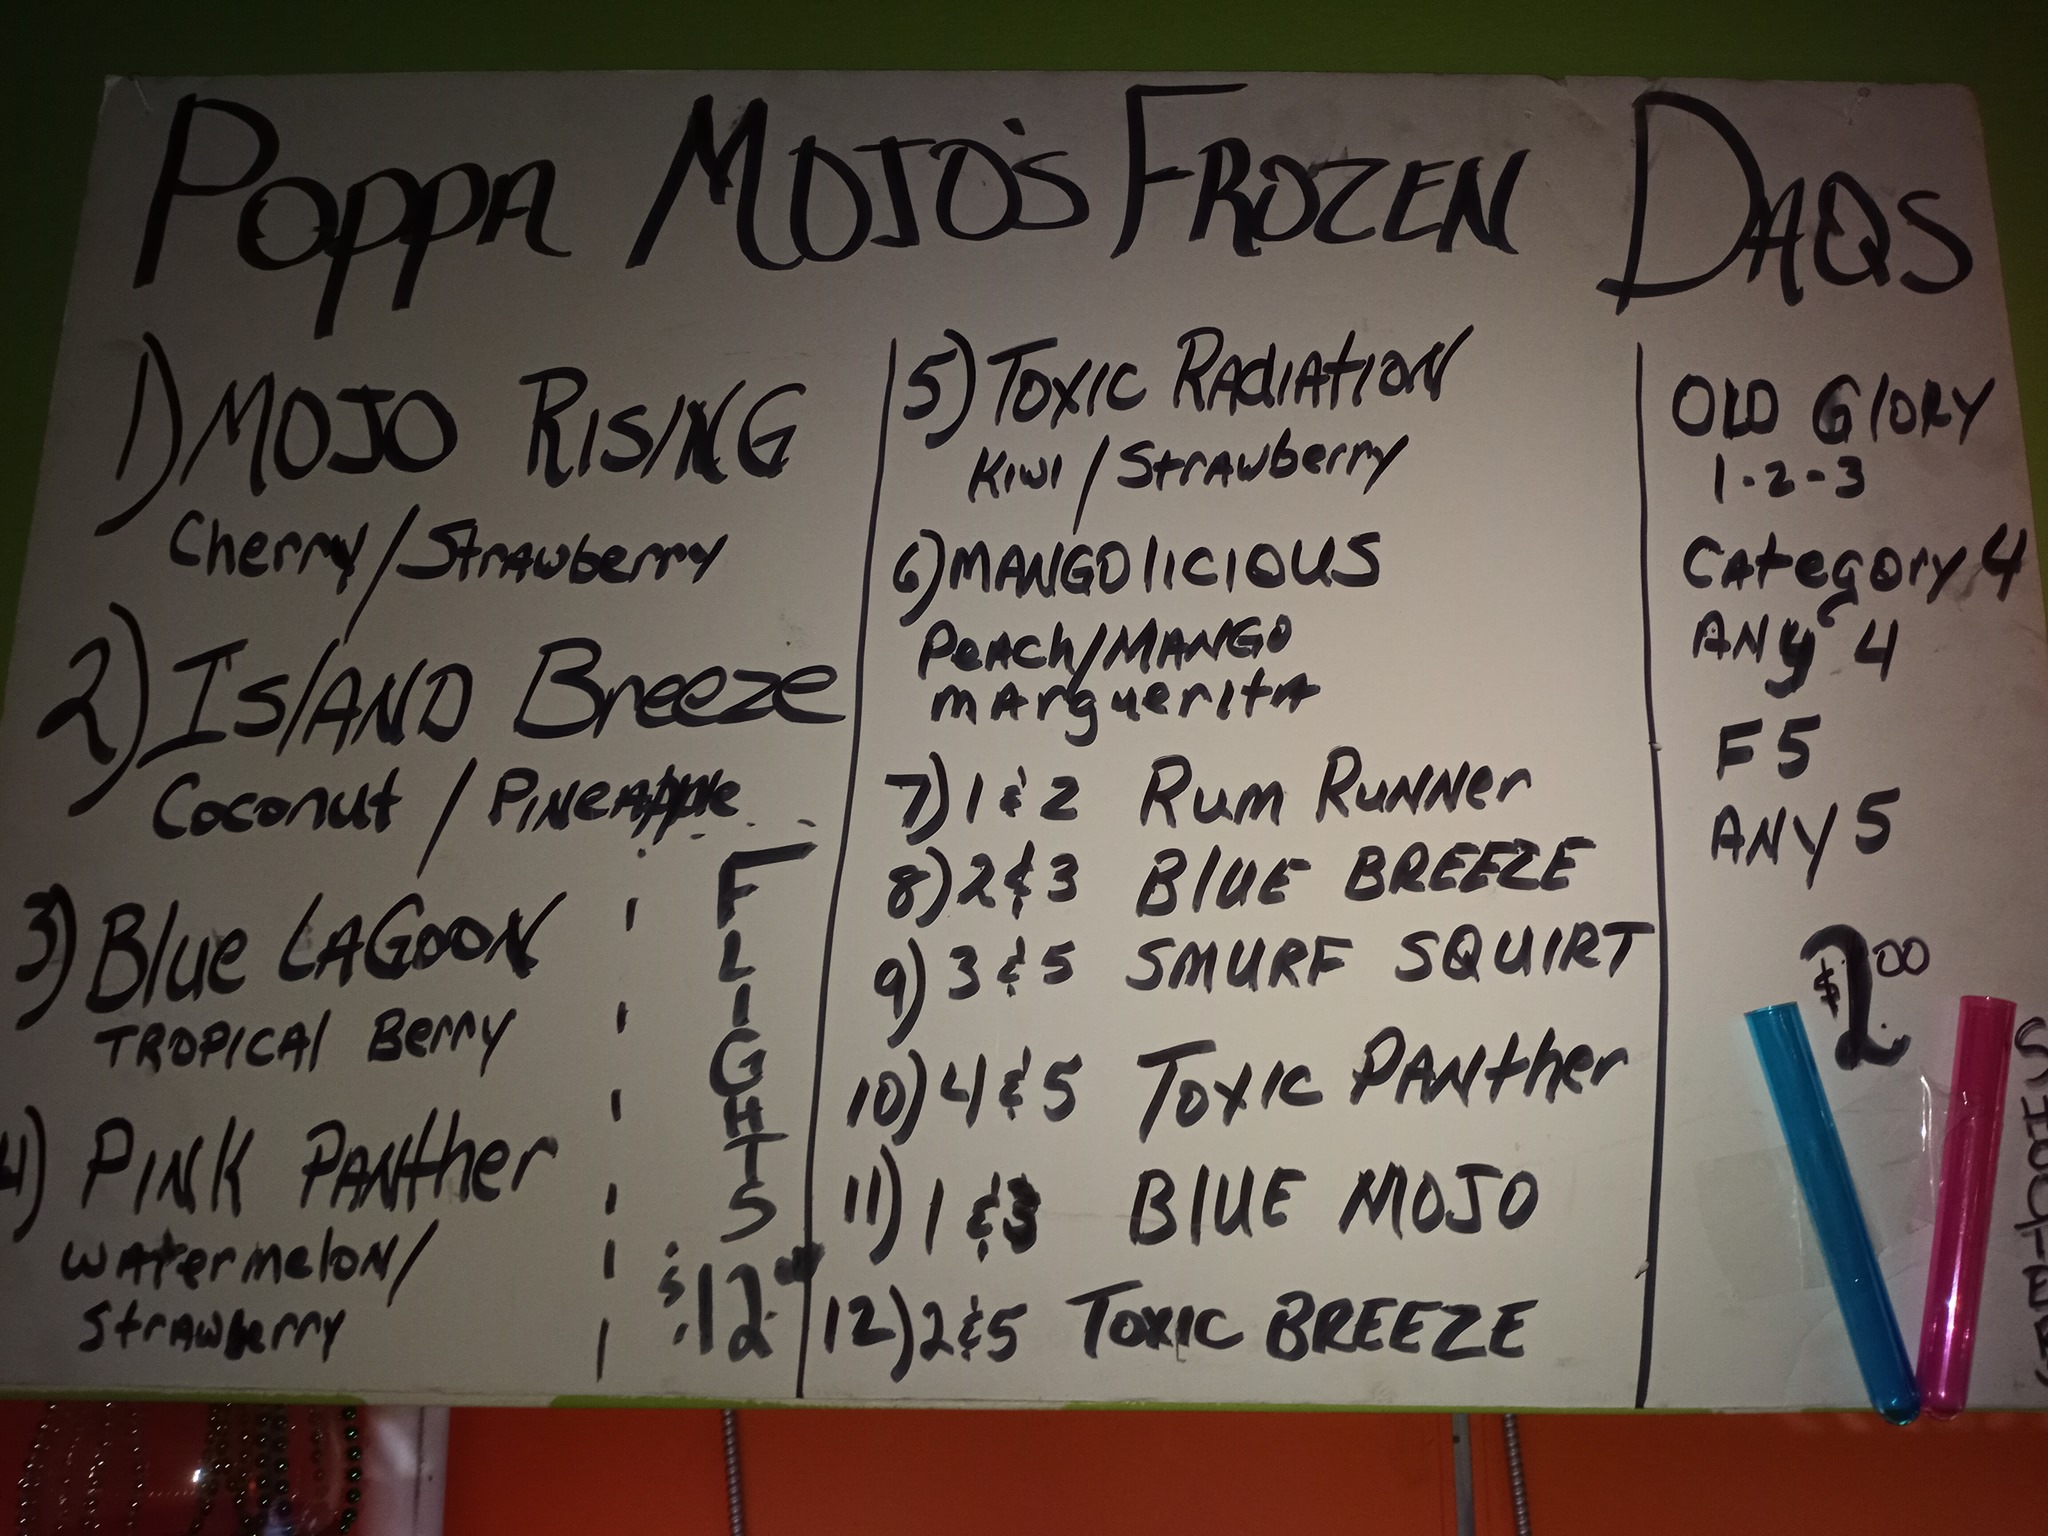 POPPA MOJO'S FROZEN DAQS
1) MOJO RISING
Cherry/Strawberry
2) ISLAND Breeze
Coconut / PINEAPPLE
3) Blue LAGOON
TROPICAL Berry
4) PINK PANTHER
Watermelon/
Strawberry
FLIGHTS
$12.00
5) TOXIC RADIATION
KIWI / Strawberry
6) MANGOLICIOUS
PEACH/MANGO
MARGUERITA
7) 1 & 2 RUM RUNNER
8) 2 & 3 BLUE BREEZE
9) 3 & 5 SMURF SQUIRT
10) 4 & 5 TOXIC PANTHER
11) 1 & 3 BLUE MOJO
12) 2 & 5 TOXIC BREEZE
OLD GLORY
1-2-3
CATEGORY 4
ANY 4
F5
ANY 5
$2.00
SHOOTERS